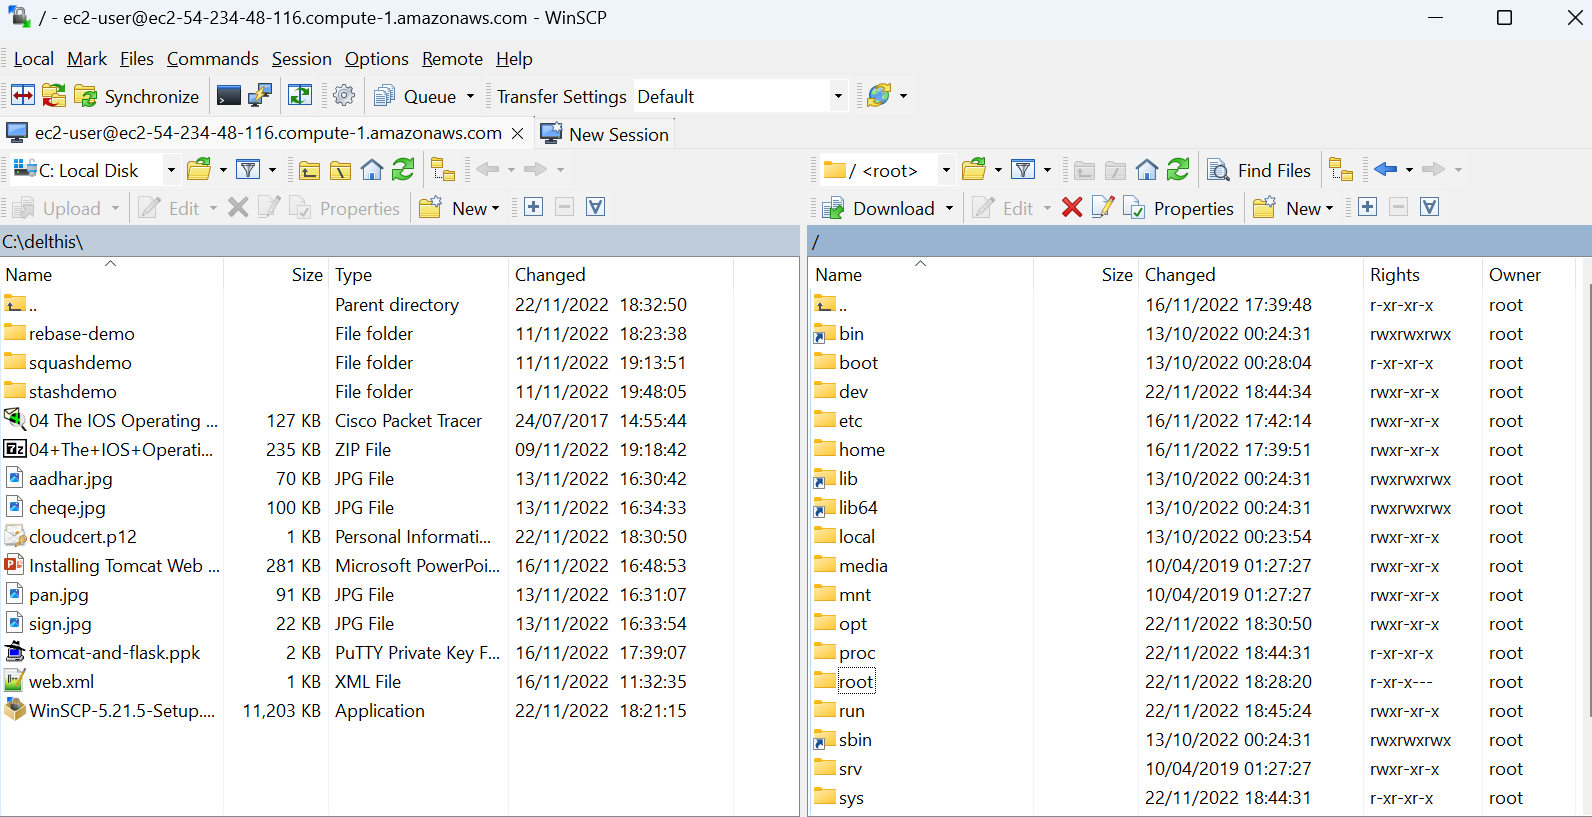 / - ec2-user@ec2-54-234-48-116.compute-1.amazonaws.com - WinSCP
Local Mark Files Commands Session Options Remote Help
Synchronize Queue Transfer Settings Default
ec2-user@ec2-54-234-48-116.compute-1.amazonaws.com New Session
C: Local Disk
Upload Edit Properties New
C:\delthis\
Name Size Type Changed
.. Parent directory 22/11/2022 18:32:50
rebase-demo File folder 11/11/2022 18:23:38
squashdemo File folder 11/11/2022 19:13:51
stashdemo File folder 11/11/2022 19:48:05
04 The IOS Operating ... 127 KB Cisco Packet Tracer 24/07/2017 14:55:44
04+The+IOS+Operati... 235 KB ZIP File 09/11/2022 19:18:42
aadhar.jpg 70 KB JPG File 13/11/2022 16:30:42
cheqe.jpg 100 KB JPG File 13/11/2022 16:34:33
cloudcert.p12 1 KB Personal Informati... 22/11/2022 18:30:50
Installing Tomcat Web ... 281 KB Microsoft PowerPoi... 16/11/2022 16:48:53
pan.jpg 91 KB JPG File 13/11/2022 16:31:07
sign.jpg 22 KB JPG File 13/11/2022 16:33:54
tomcat-and-flask.ppk 2 KB PuTTY Private Key F... 16/11/2022 17:39:07
web.xml 1 KB XML File 16/11/2022 11:32:35
WinSCP-5.21.5-Setup.... 11,203 KB Application 22/11/2022 18:21:15
/ <root> Find Files
Download Edit Properties New
/
Name Size Changed Rights Owner
.. 16/11/2022 17:39:48 r-xr-xr-x root
bin 13/10/2022 00:24:31 rwxrwxrwx root
boot 13/10/2022 00:28:04 r-xr-xr-x root
dev 22/11/2022 18:44:34 rwxr-xr-x root
etc 16/11/2022 17:42:14 rwxr-xr-x root
home 16/11/2022 17:39:51 rwxr-xr-x root
lib 13/10/2022 00:24:31 rwxrwxrwx root
lib64 13/10/2022 00:24:31 rwxrwxrwx root
local 13/10/2022 00:23:54 rwxr-xr-x root
media 10/04/2019 01:27:27 rwxr-xr-x root
mnt 10/04/2019 01:27:27 rwxr-xr-x root
opt 22/11/2022 18:30:50 rwxr-xr-x root
proc 22/11/2022 18:44:31 r-xr-xr-x root
root 22/11/2022 18:28:20 r-xr-x--- root
run 22/11/2022 18:45:24 rwxr-xr-x root
sbin 13/10/2022 00:24:31 rwxrwxrwx root
srv 10/04/2019 01:27:27 rwxr-xr-x root
sys 22/11/2022 18:44:31 r-xr-xr-x root